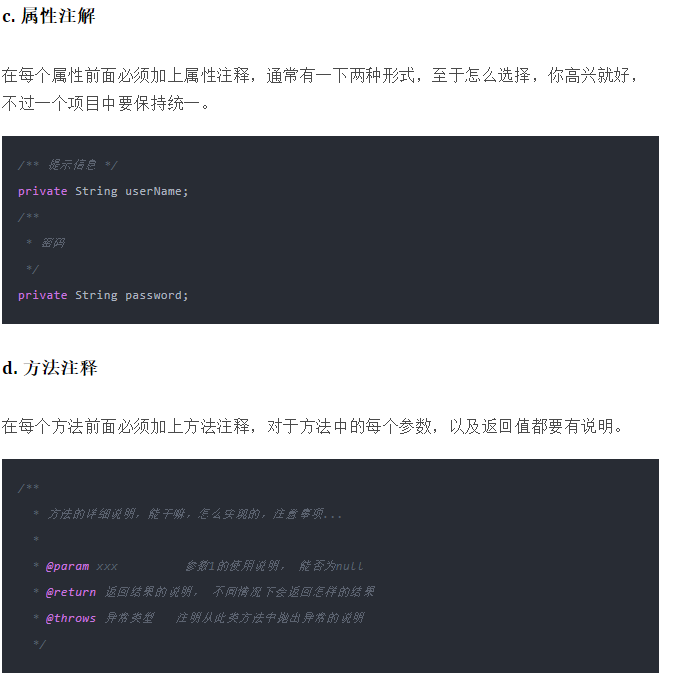 c. 属性注解
在每个属性前面必须加上属性注释，通常有一下两种形式，至于怎么选择，你高兴就好，
不过一个项目中要保持统一。
/** 提示信息 */
private String userName;
/**
 * 密码
 */
private String password;
d. 方法注释
在每个方法前面必须加上方法注释，对于方法中的每个参数，以及返回值都要有说明。
/**
 * 方法的详细说明，能干嘛，怎么实现的，注意事项...
 *
 * @param xxx 参数1的使用说明， 能否为null
 * @return 返回结果的说明， 不同情况下会返回怎样的结果
 * @throws 异常类型 注明从此类方法中抛出异常的说明
 */